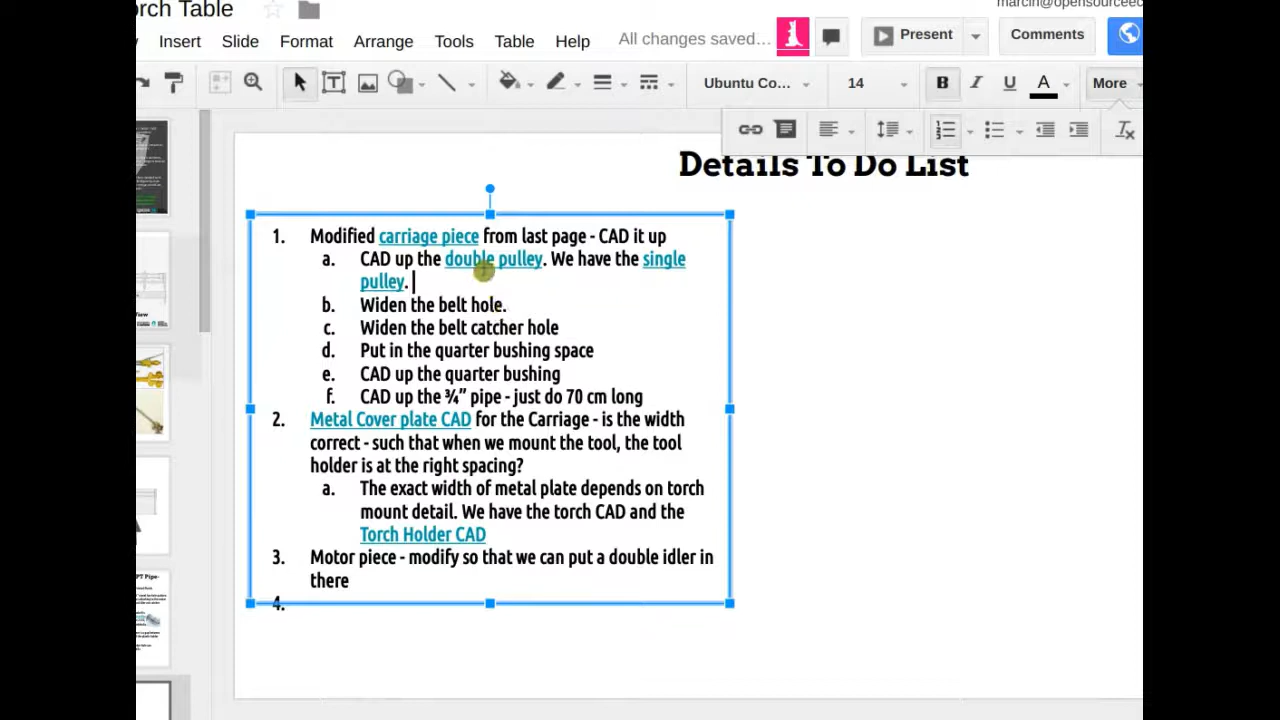 orch Table
marcin@opensourceec
Insert Slide Format Arrange Tools Table Help All changes saved... Present Comments
Ubuntu Co... 14 B I U A More
Details To Do List
1. Modified carriage piece from last page - CAD it up
a. CAD up the double pulley. We have the single
pulley.
b. Widen the belt hole.
c. Widen the belt catcher hole
d. Put in the quarter bushing space
e. CAD up the quarter bushing
f. CAD up the ¾” pipe - just do 70 cm long
2. Metal Cover plate CAD for the Carriage - is the width
correct - such that when we mount the tool, the tool
holder is at the right spacing?
a. The exact width of metal plate depends on torch
mount detail. We have the torch CAD and the
Torch Holder CAD
3. Motor piece - modify so that we can put a double idler in
there
4.